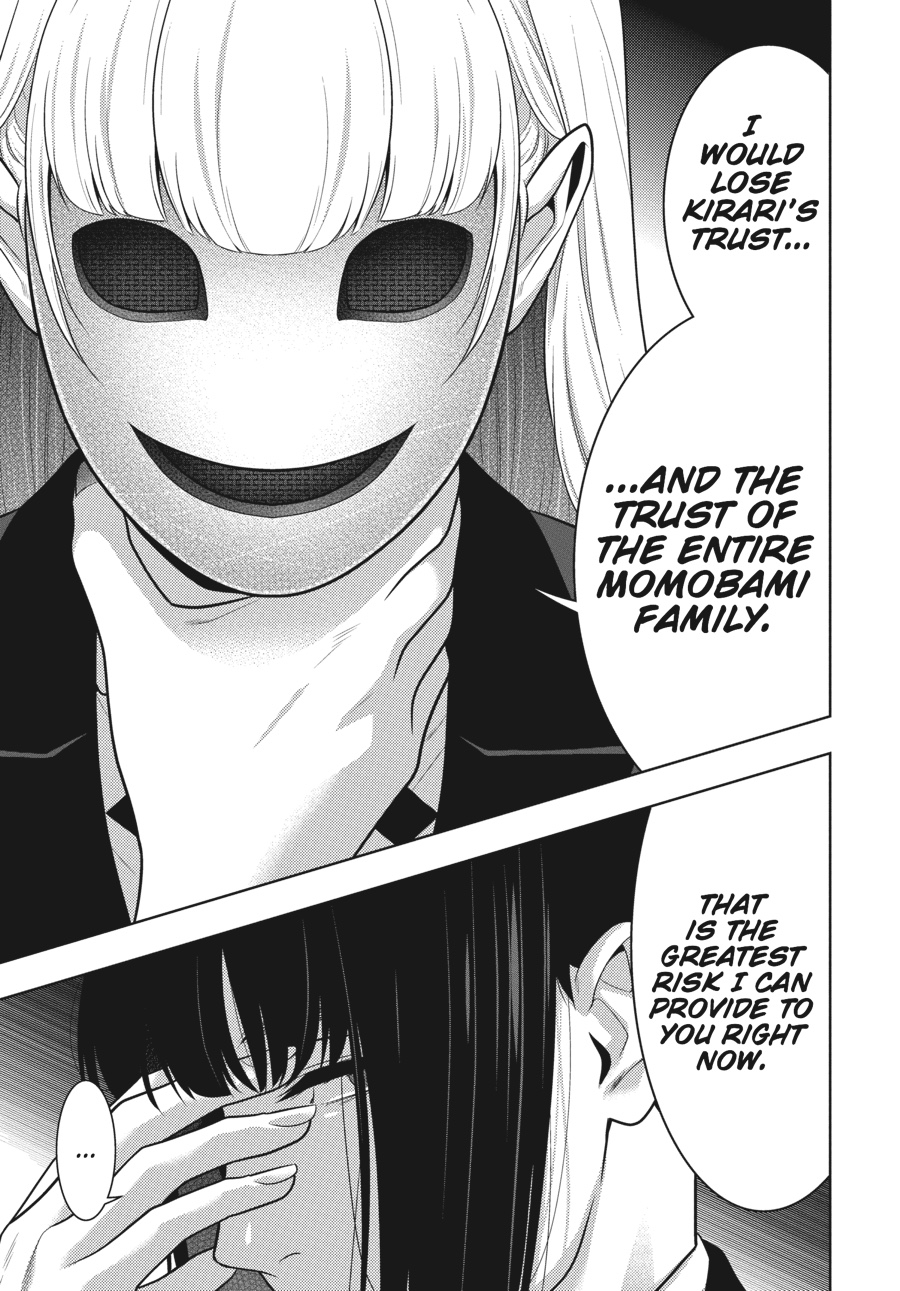 I
WOULD
LOSE
KIRARI'S
TRUST...
...AND THE
TRUST OF
THE ENTIRE
MOMOBAMI
FAMILY.
THAT
IS THE
GREATEST
RISK I CAN
PROVIDE TO
YOU RIGHT
NOW.
...